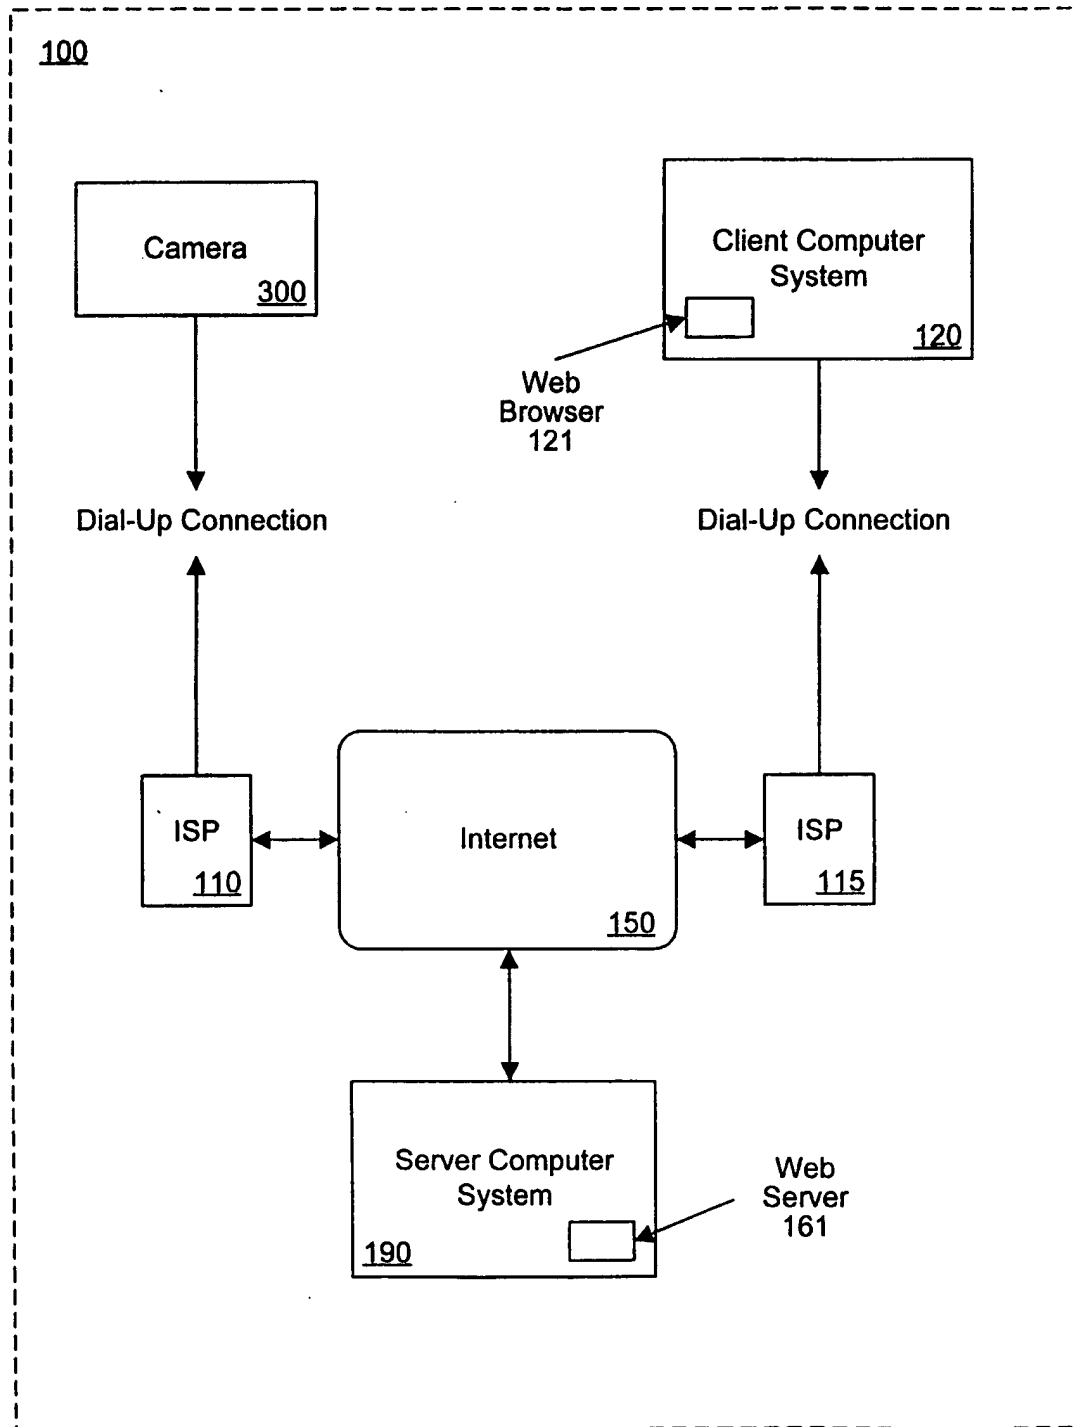 100
Camera
300
Client Computer
System
120
Web
Browser
121
Dial-Up Connection
Dial-Up Connection
ISP
110
Internet
150
ISP
115
Server Computer
System
190
Web
Server
161